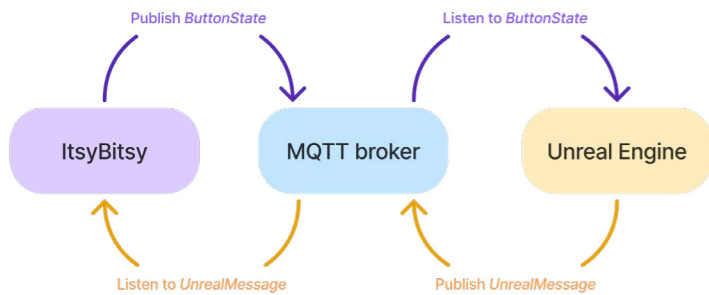 Publish ButtonState
Listen to ButtonState
ItsyBitsy
MQTT broker
Unreal Engine
Listen to UnrealMessage
Publish UnrealMessage